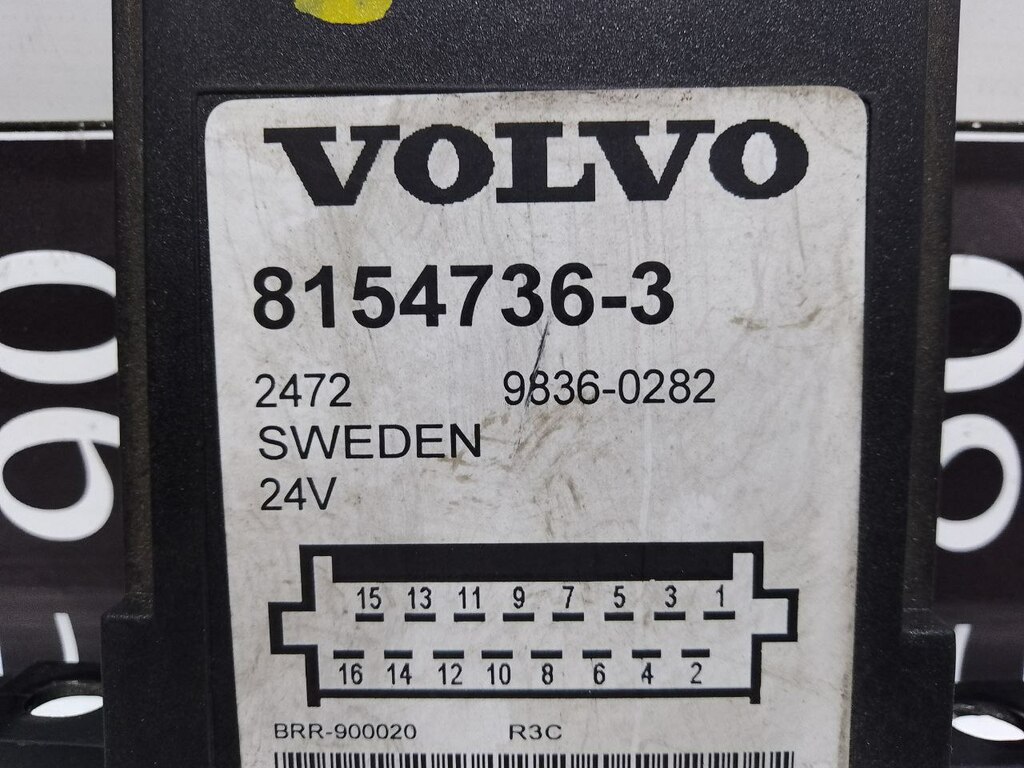 VOLVO
8154736-3
2472 9836-0282
SWEDEN
24V
15 13 11 9 7 5 3 1
16 14 12 10 8 6 4 2
BRR-900020 R3C